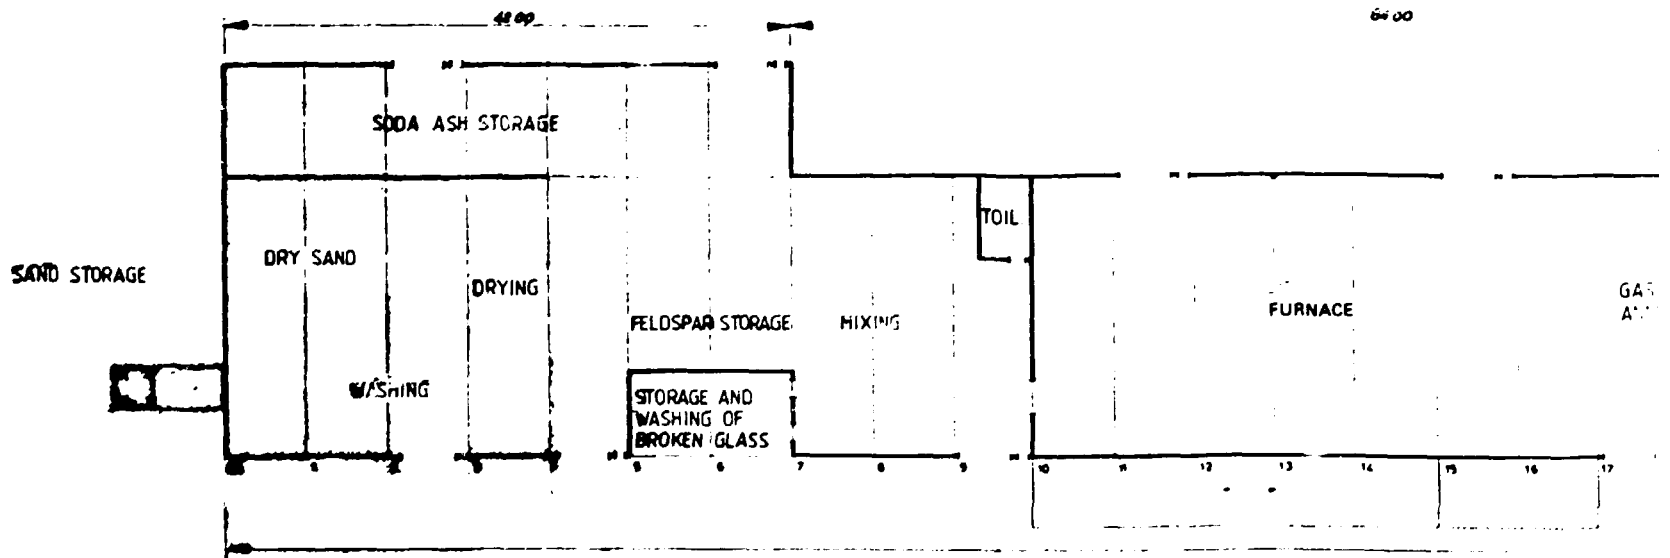 48 00
64 00
SODA ASH STORAGE
TOIL
DRY SAND
SAND STORAGE
DRYING
FURNACE
FELDSPAR STORAGE
MIXING
WASHING
STORAGE AND
WASHING OF
BROKEN GLASS
5 6 7 8 9 10 11 12 13 14 15 16 17